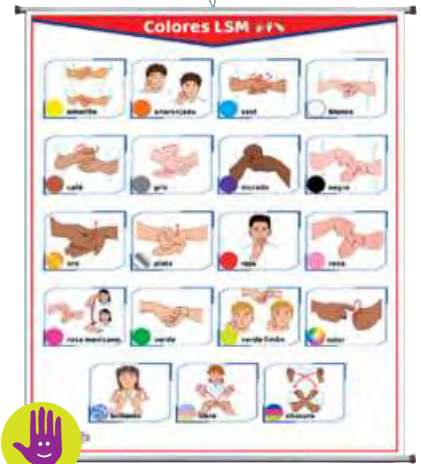 Colores LSM
amarillo
anaranjado
azul
blanco
café
gris
morado
negro
oro
plata
rojo
rosa
rosa mexicano
verde
verde limón
color
brillante
claro
obscuro